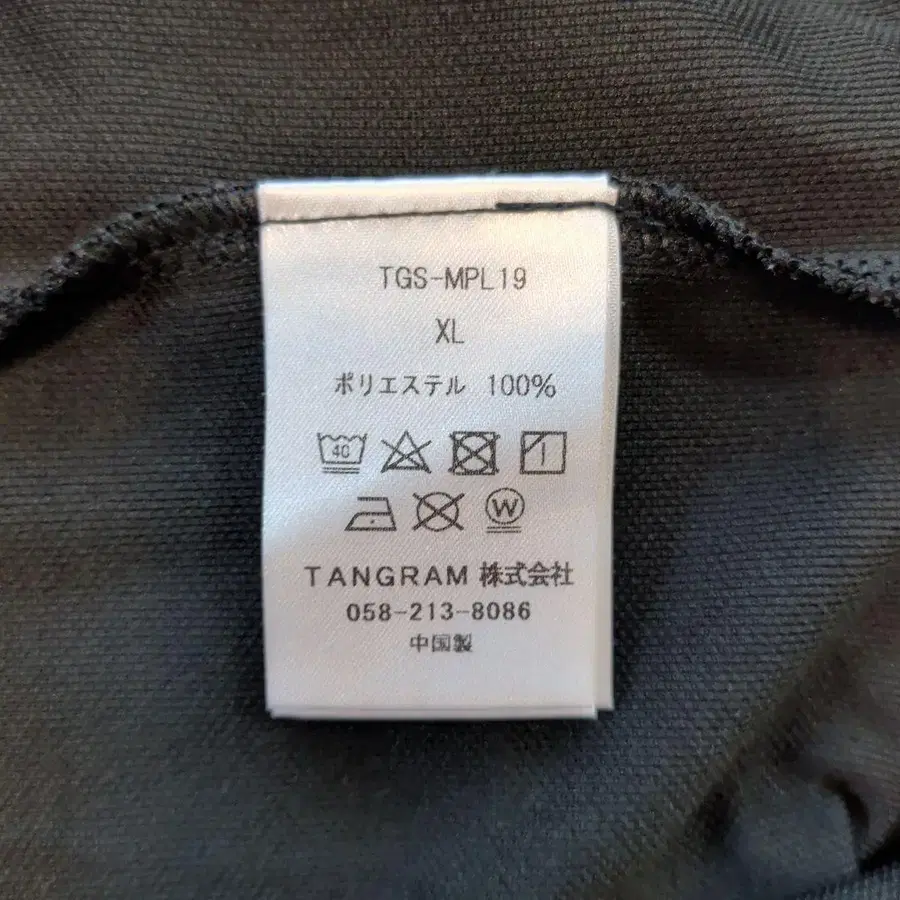 TGS-MPL19
XL
ポリエステル 100%
40
W
TANGRAM 株式会社
058-213-8086
中国製